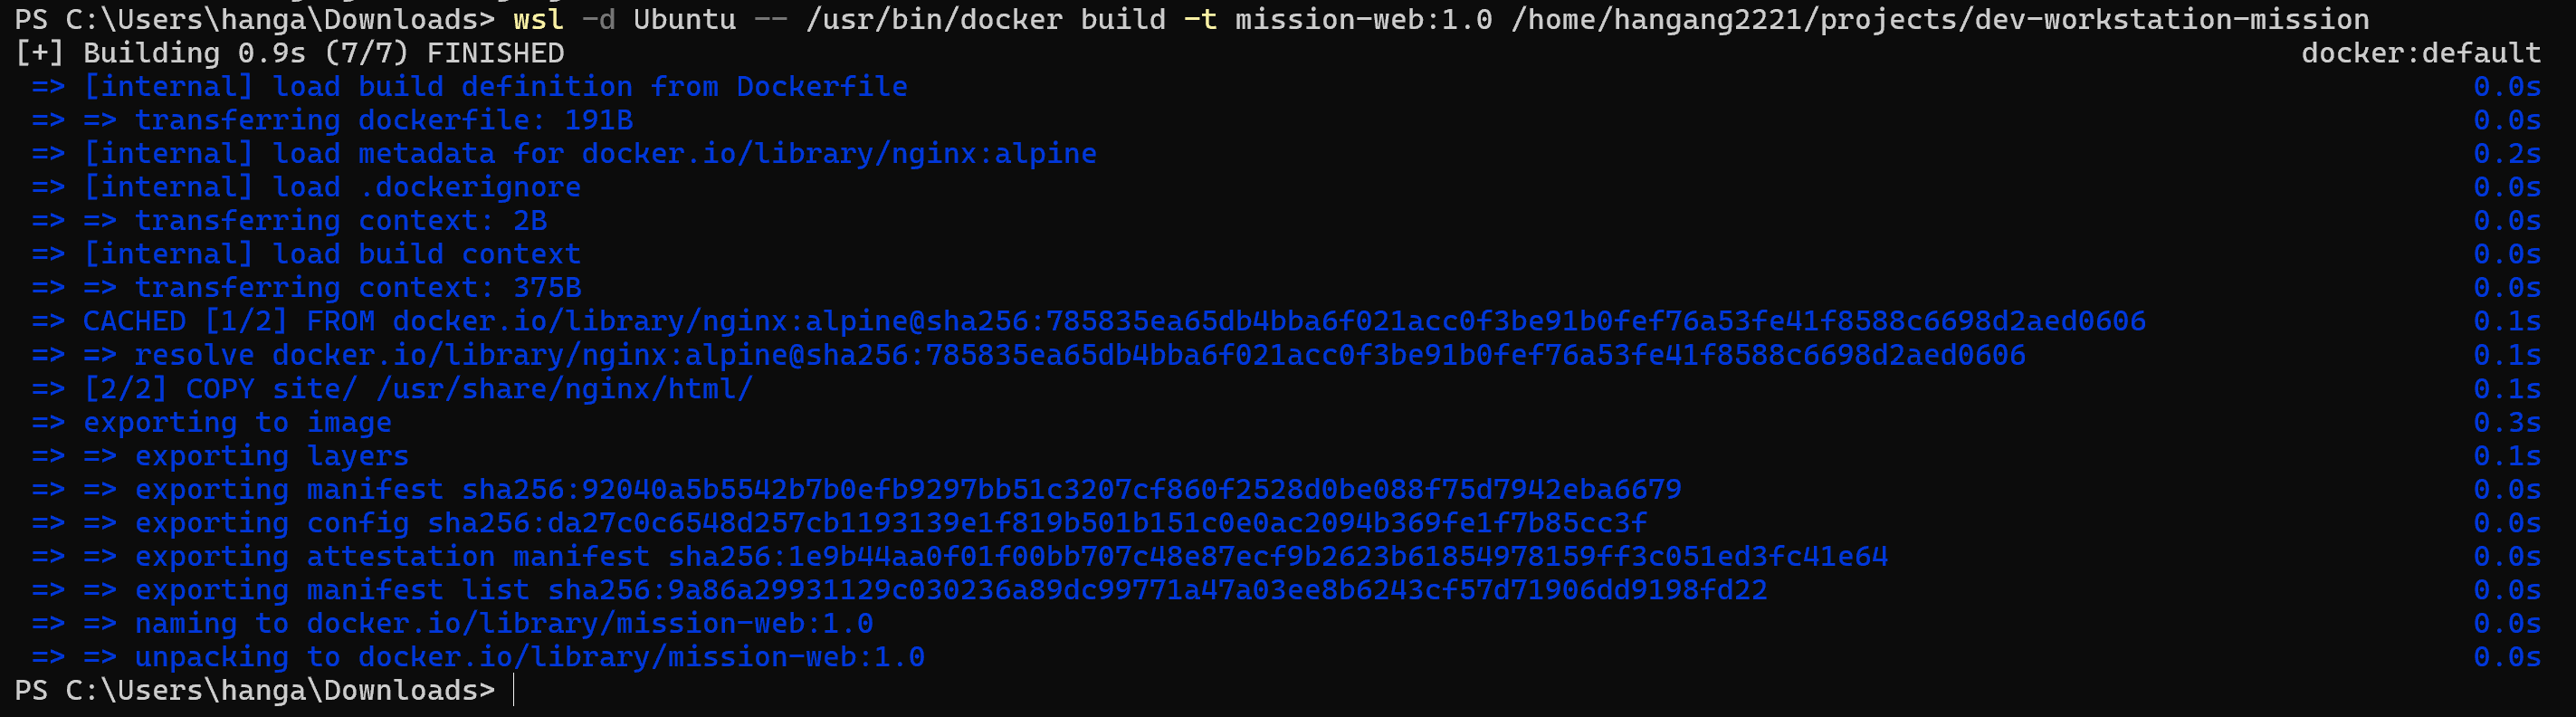 PS C:\Users\hanga\Downloads> wsl -d Ubuntu -- /usr/bin/docker build -t mission-web:1.0 /home/hangang2221/projects/dev-workstation-mission
[+] Building 0.9s (7/7) FINISHED docker:default
=> [internal] load build definition from Dockerfile 0.0s
=> => transferring dockerfile: 191B 0.0s
=> [internal] load metadata for docker.io/library/nginx:alpine 0.2s
=> [internal] load .dockerignore 0.0s
=> => transferring context: 2B 0.0s
=> [internal] load build context 0.0s
=> => transferring context: 375B 0.0s
=> CACHED [1/2] FROM docker.io/library/nginx:alpine@sha256:785835ea65db4bba6f021acc0f3be91b0fef76a53fe41f8588c6698d2aed0606 0.1s
=> => resolve docker.io/library/nginx:alpine@sha256:785835ea65db4bba6f021acc0f3be91b0fef76a53fe41f8588c6698d2aed0606 0.1s
=> [2/2] COPY site/ /usr/share/nginx/html/ 0.1s
=> exporting to image 0.3s
=> => exporting layers 0.1s
=> => exporting manifest sha256:92040a5b5542b7b0efb9297bb51c3207cf860f2528d0be088f75d7942eba6679 0.0s
=> => exporting config sha256:da27c0c6548d257cb1193139e1f819b501b151c0e0ac2094b369fe1f7b85cc3f 0.0s
=> => exporting attestation manifest sha256:1e9b44aa0f01f00bb707c48e87ecf9b2623b61854978159ff3c051ed3fc41e64 0.0s
=> => exporting manifest list sha256:9a86a29931129c030236a89dc99771a47a03ee8b6243cf57d71906dd9198fd22 0.0s
=> => naming to docker.io/library/mission-web:1.0 0.0s
=> => unpacking to docker.io/library/mission-web:1.0 0.0s
PS C:\Users\hanga\Downloads>